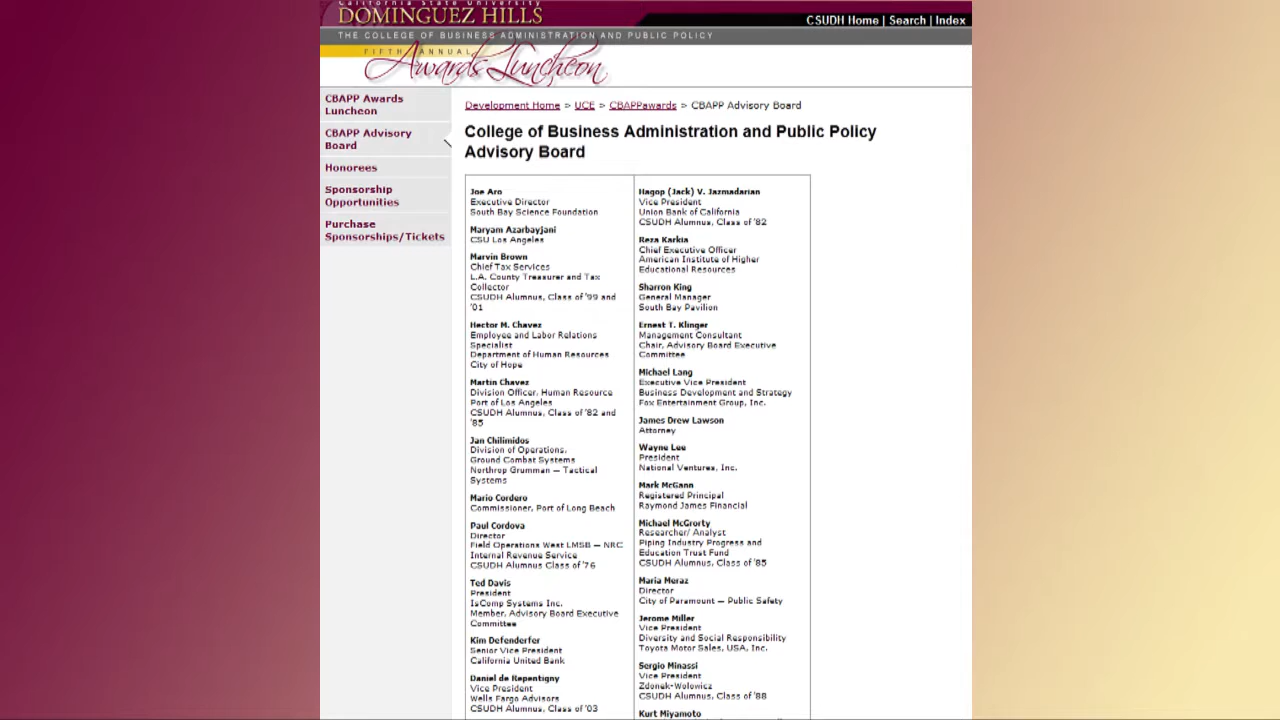 California State University
DOMINGUEZ HILLS
CSUDH Home | Search | Index
THE COLLEGE OF BUSINESS ADMINISTRATION AND PUBLIC POLICY
FIFTH ANNUAL
Awards Luncheon
CBAPP Awards
Luncheon
CBAPP Advisory
Board
Honorees
Sponsorship
Opportunities
Purchase
Sponsorships/Tickets
Development Home > UCE > CBAPPawards > CBAPP Advisory Board
College of Business Administration and Public Policy
Advisory Board
Joe Aro
Executive Director
South Bay Science Foundation
Maryam Azarbayjani
CSU Los Angeles
Marvin Brown
Chief Tax Services
L.A. County Treasurer and Tax
Collector
CSUDH Alumnus, Class of '99 and
'01
Hector M. Chavez
Employee and Labor Relations
Specialist
Department of Human Resources
City of Hope
Martin Chavez
Division Officer, Human Resource
Port of Los Angeles
CSUDH Alumnus, Class of '82 and
'85
Jan Chilimidos
Division of Operations,
Ground Combat Systems
Northrop Grumman — Tactical
Systems
Mario Cordero
Commissioner, Port of Long Beach
Paul Cordova
Director
Field Operations West LMSB — NRC
Internal Revenue Service
CSUDH Alumnus Class of '76
Ted Davis
President
IsComp Systems Inc.
Member, Advisory Board Executive
Committee
Kim Defenderfer
Senior Vice President
California United Bank
Daniel de Repentigny
Vice President
Wells Fargo Advisors
CSUDH Alumnus, Class of '03
Hagop (Jack) V. Jazmadarian
Vice President
Union Bank of California
CSUDH Alumnus, Class of '82
Reza Karkia
Chief Executive Officer
American Institute of Higher
Educational Resources
Sharron King
General Manager
South Bay Pavilion
Ernest T. Klinger
Management Consultant
Chair, Advisory Board Executive
Committee
Michael Lang
Executive Vice President
Business Development and Strategy
Fox Entertainment Group, Inc.
James Drew Lawson
Attorney
Wayne Lee
President
National Ventures, Inc.
Mark McGann
Registered Principal
Raymond James Financial
Michael McGrorty
Researcher/ Analyst
Piping Industry Progress and
Education Trust Fund
CSUDH Alumnus, Class of '85
Maria Meraz
Director
City of Paramount — Public Safety
Jerome Miller
Vice President
Diversity and Social Responsibility
Toyota Motor Sales, USA, Inc.
Sergio Minassi
Vice President
Zdonek-Wolowicz
CSUDH Alumnus, Class of '88
Kurt Miyamoto